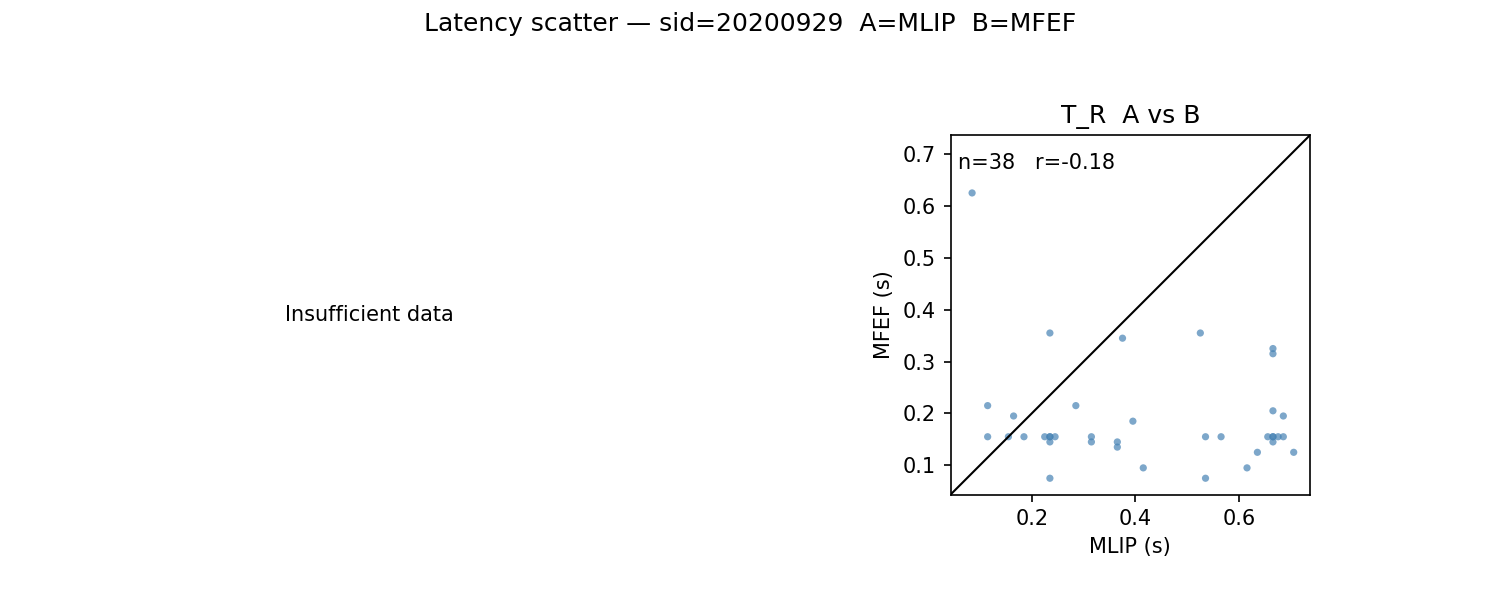 Latency scatter — sid=20200929  A=MLIP  B=MFEF
Insufficient data
T_R  A vs B
n=38   r=-0.18
0.7
0.6
0.5
0.4
0.3
0.2
0.1
MFEF (s)
0.2
0.4
0.6
MLIP (s)